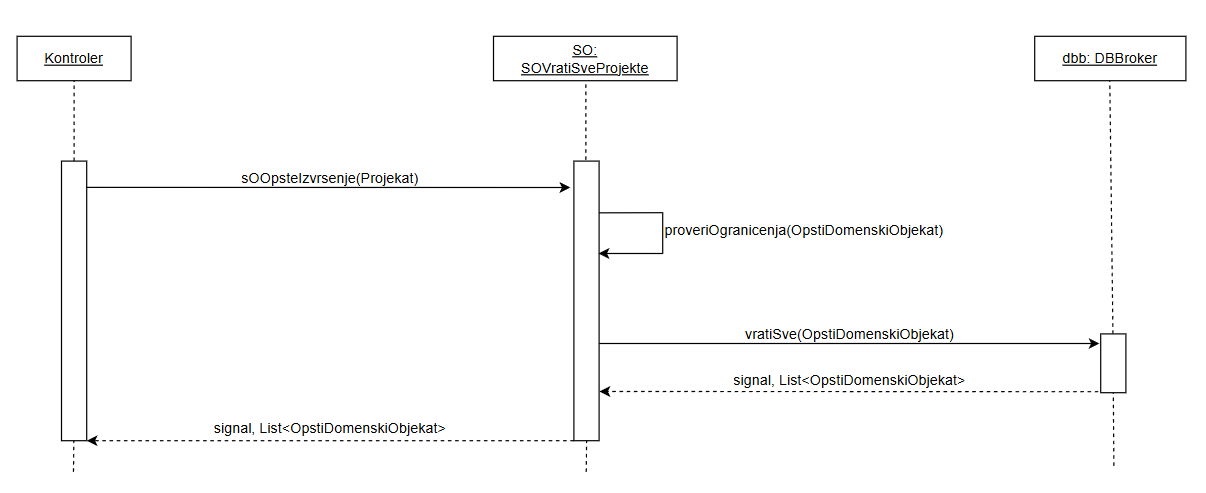 Kontroler
SO:
SOVratiSveProjekte
dbb: DBBroker
sOOpsteIzvrsenje(Projekat)
proveriOgranicenja(OpstiDomenskiObjekat)
vratiSve(OpstiDomenskiObjekat)
signal, List<OpstiDomenskiObjekat>
signal, List<OpstiDomenskiObjekat>